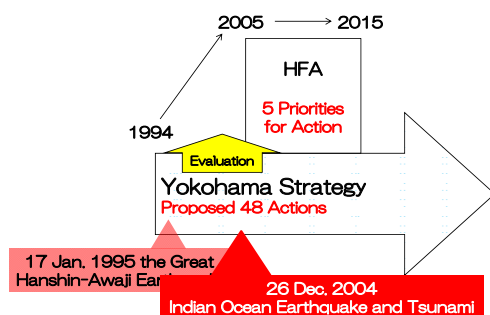 2005
2015
HFA
5 Priorities
for Action
1994
Evaluation
Yokohama Strategy
Proposed 48 Actions
17 Jan. 1995 the Great
Hanshin-Awaji
26 Dec. 2004
Indian Ocean Earthquake and Tsunami